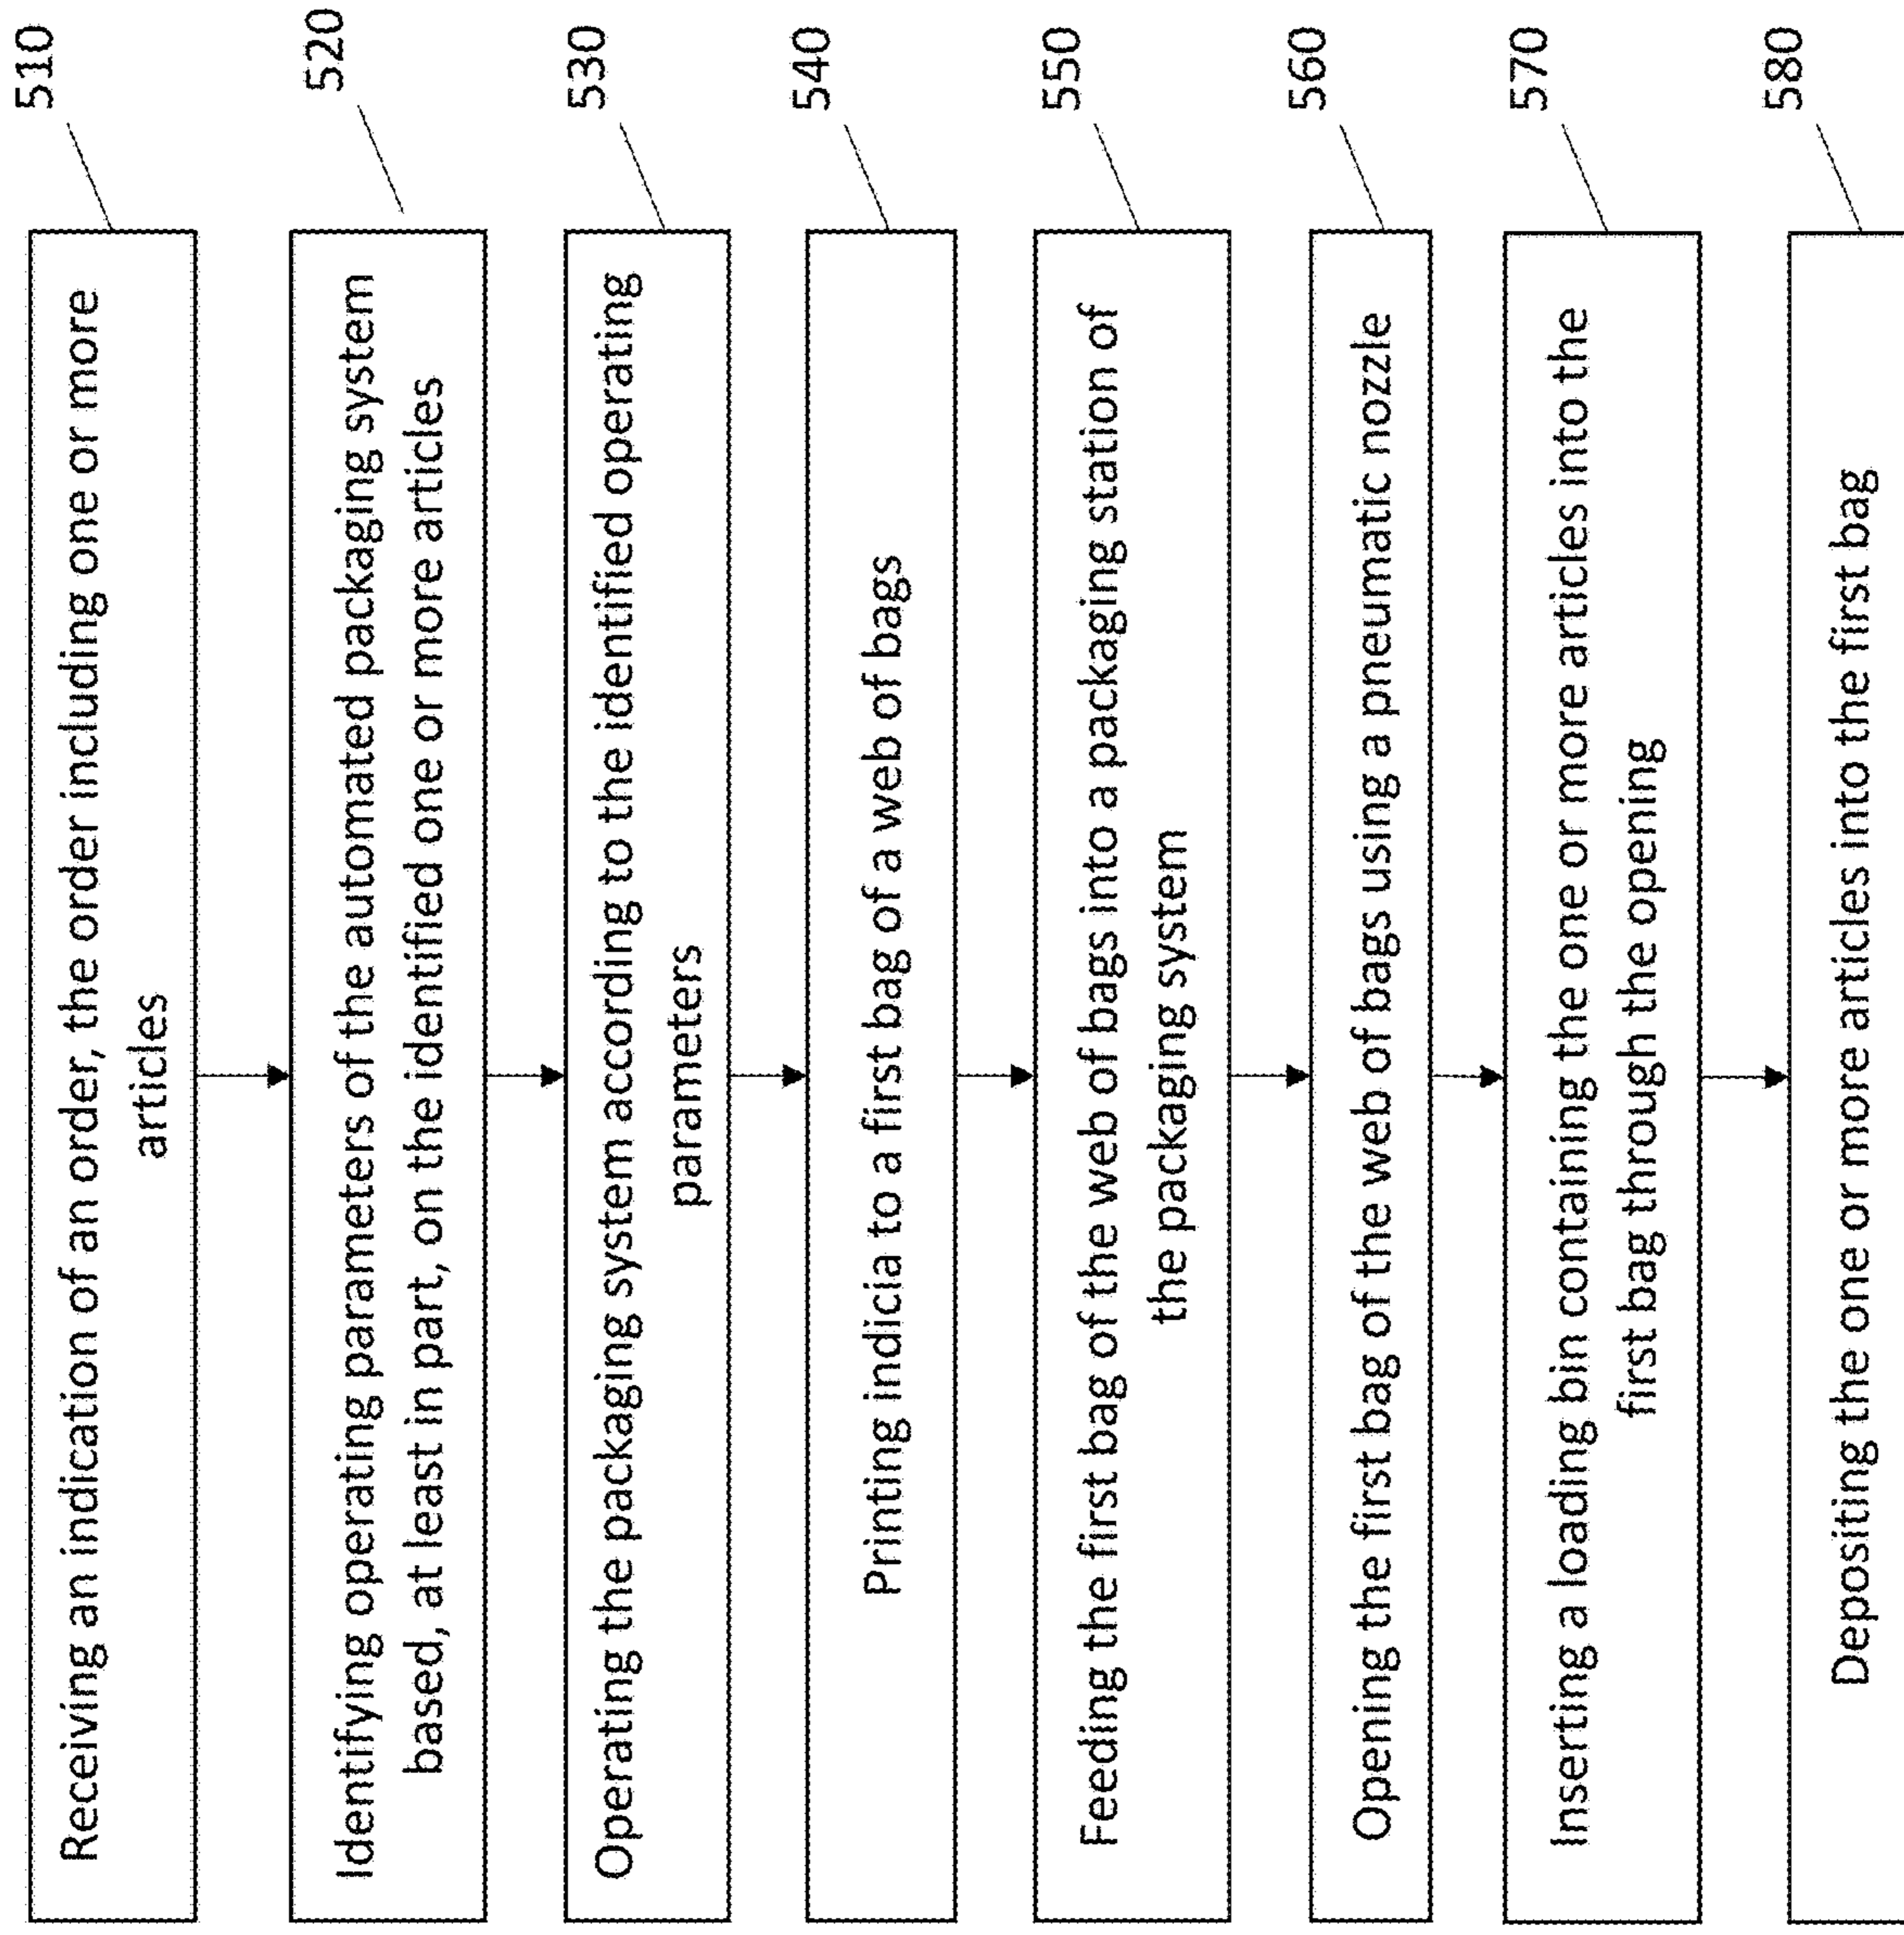 Receiving an indication of an order, the order including one or more
articles
510
Identifying operating parameters of the automated packaging system
based, at least in part, on the identified one or more articles
520
Operating the packaging system according to the identified operating
parameters
530
Printing indicia to a first bag of a web of bags
540
Feeding the first bag of the web of bags into a packaging station of
the packaging system
550
Opening the first bag of the web of bags using a pneumatic nozzle
560
Inserting a loading bin containing the one or more articles into the
first bag through the opening
570
Depositing the one or more articles into the first bag
580